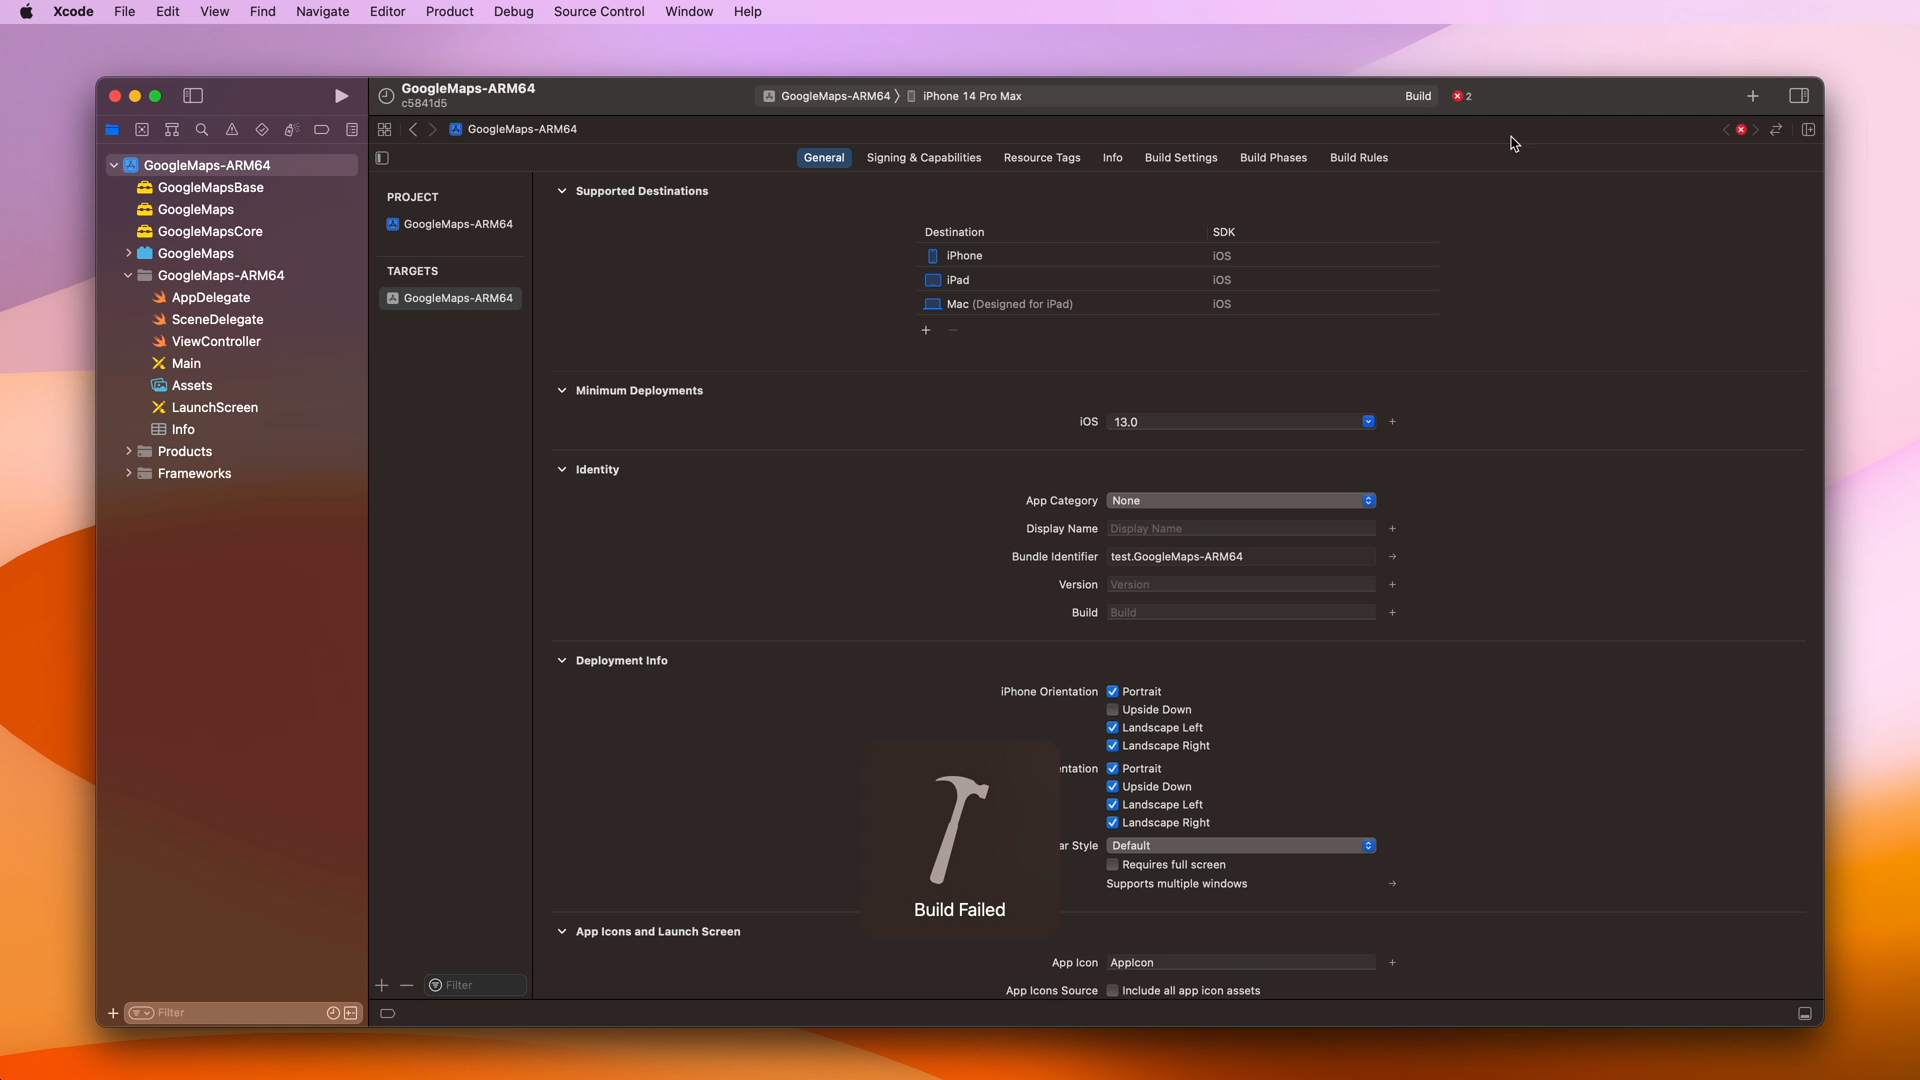 Xcode File Edit View Find Navigate Editor Product Debug Source Control Window Help
GoogleMaps-ARM64
c5841d5
GoogleMaps-ARM64 iPhone 14 Pro Max
Build 2
GoogleMaps-ARM64
General Signing & Capabilities Resource Tags Info Build Settings Build Phases Build Rules
GoogleMaps-ARM64
GoogleMapsBase
GoogleMaps
GoogleMapsCore
GoogleMaps
GoogleMaps-ARM64
AppDelegate
SceneDelegate
ViewController
Main
Assets
LaunchScreen
Info
Products
Frameworks
Filter
PROJECT
GoogleMaps-ARM64
TARGETS
GoogleMaps-ARM64
Filter
Supported Destinations
Destination SDK
iPhone iOS
iPad iOS
Mac (Designed for iPad) iOS
Minimum Deployments
iOS 13.0
Identity
App Category None
Display Name Display Name
Bundle Identifier test.GoogleMaps-ARM64
Version Version
Build Build
Deployment Info
iPhone Orientation Portrait
Upside Down
Landscape Left
Landscape Right
entation Portrait
Upside Down
Landscape Left
Landscape Right
ar Style Default
Requires full screen
Supports multiple windows
Build Failed
App Icons and Launch Screen
App Icon AppIcon
App Icons Source Include all app icon assets